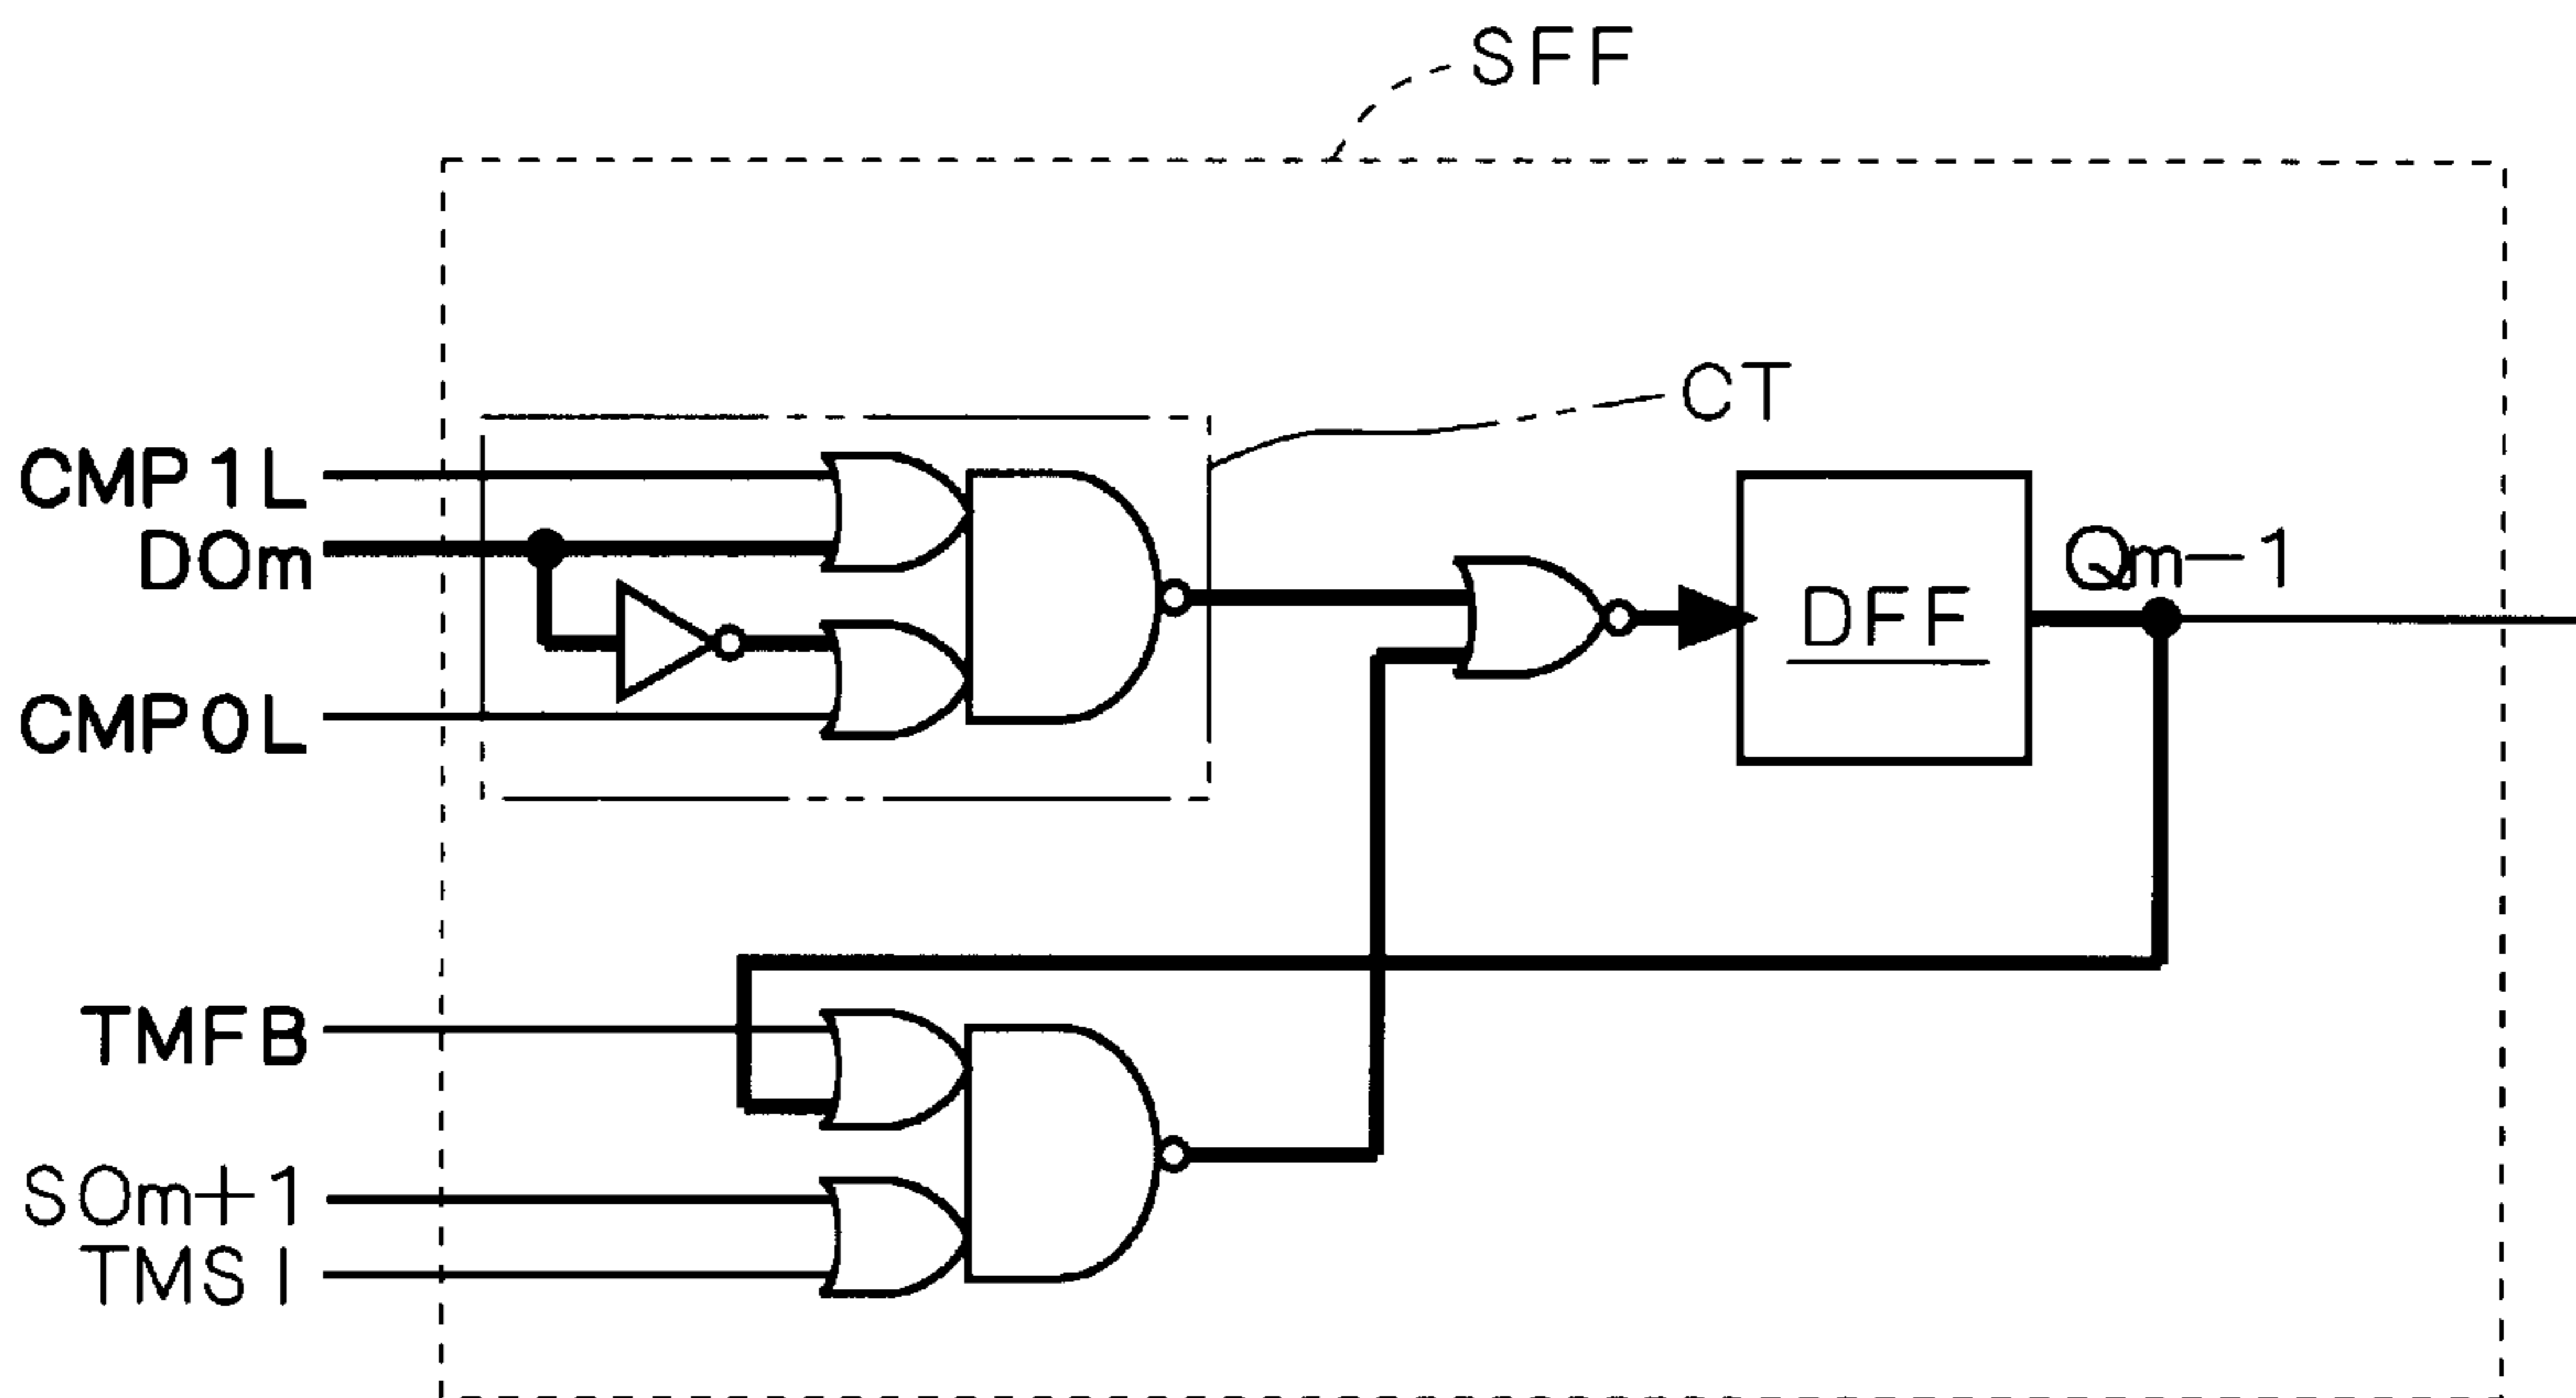 SFF
CT
CMP1L
DOm
CMP0L
DFF
Qm-1
TMFB
SOm+1
TMSI